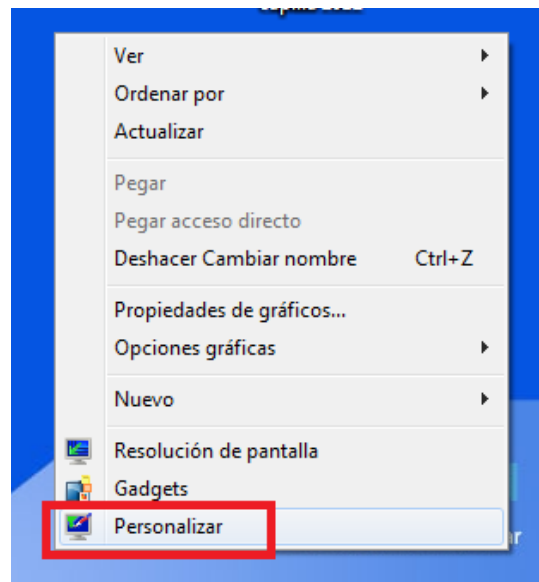 Ver
Ordenar por
Actualizar
Pegar
Pegar acceso directo
Deshacer Cambiar nombre Ctrl+Z
Propiedades de gráficos...
Opciones gráficas
Nuevo
Resolución de pantalla
Gadgets
Personalizar